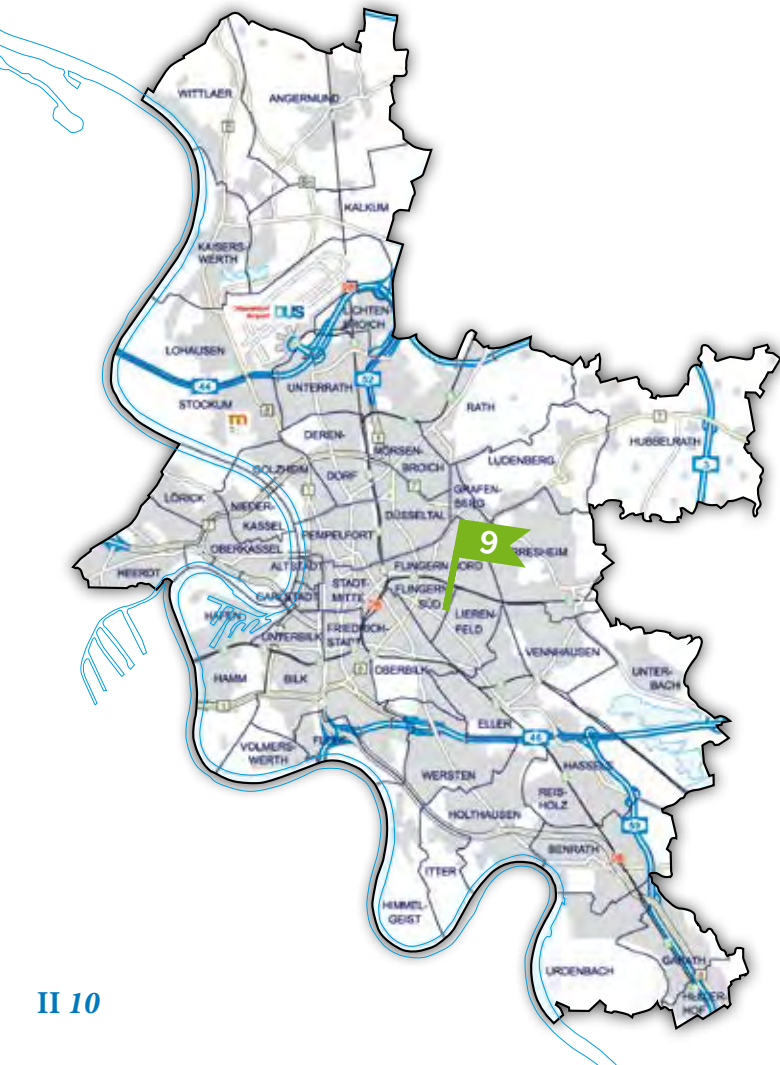 WITTLAER
ANGERMUND
8
KALKUM
KAISERS-
WERTH
DUS
LICHTEN-
BROICH
LOHAUSEN
44
52
UNTERRATH
STOCKUM
m
RATH
DEREN-
DORF
MÖRSEN-
BROICH
LUDENBERG
HUBBELRATH
7
3
GOLZHEIM
GRAFEN-
BERG
LÖRICK
NIEDER-
KASSEL
DÜSSELTAL
PEMPELFORT
9
OBERKASSEL
RRESHEIM
HEERDT
ALTSTADT
FLINGERN NORD
STADT-
MITTE
FLINGERN
SÜD
CARLSTADT
HAFEN
LIEREN-
FELD
FRIEDRICH-
STADT
UNTERBILK
VENNHAUSEN
UNTER-
BACH
HAMM
BILK
OBERBILK
ELLER
46
VOLMERS-
WERTH
HASSELS
WERSTEN
REIS-
HOLZ
HOLTHAUSEN
59
BENRATH
ITTER
HIMMEL-
GEIST
URDENBACH
GARATH
HELLER-
HOF
II 10